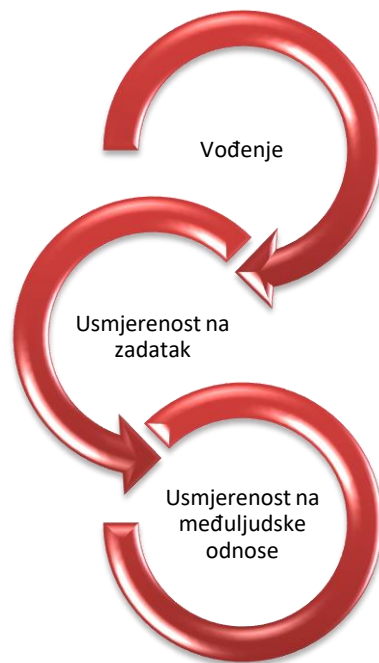 Vođenje
Usmjerenost na
zadatak
Usmjerenost na
međuljudske
odnose